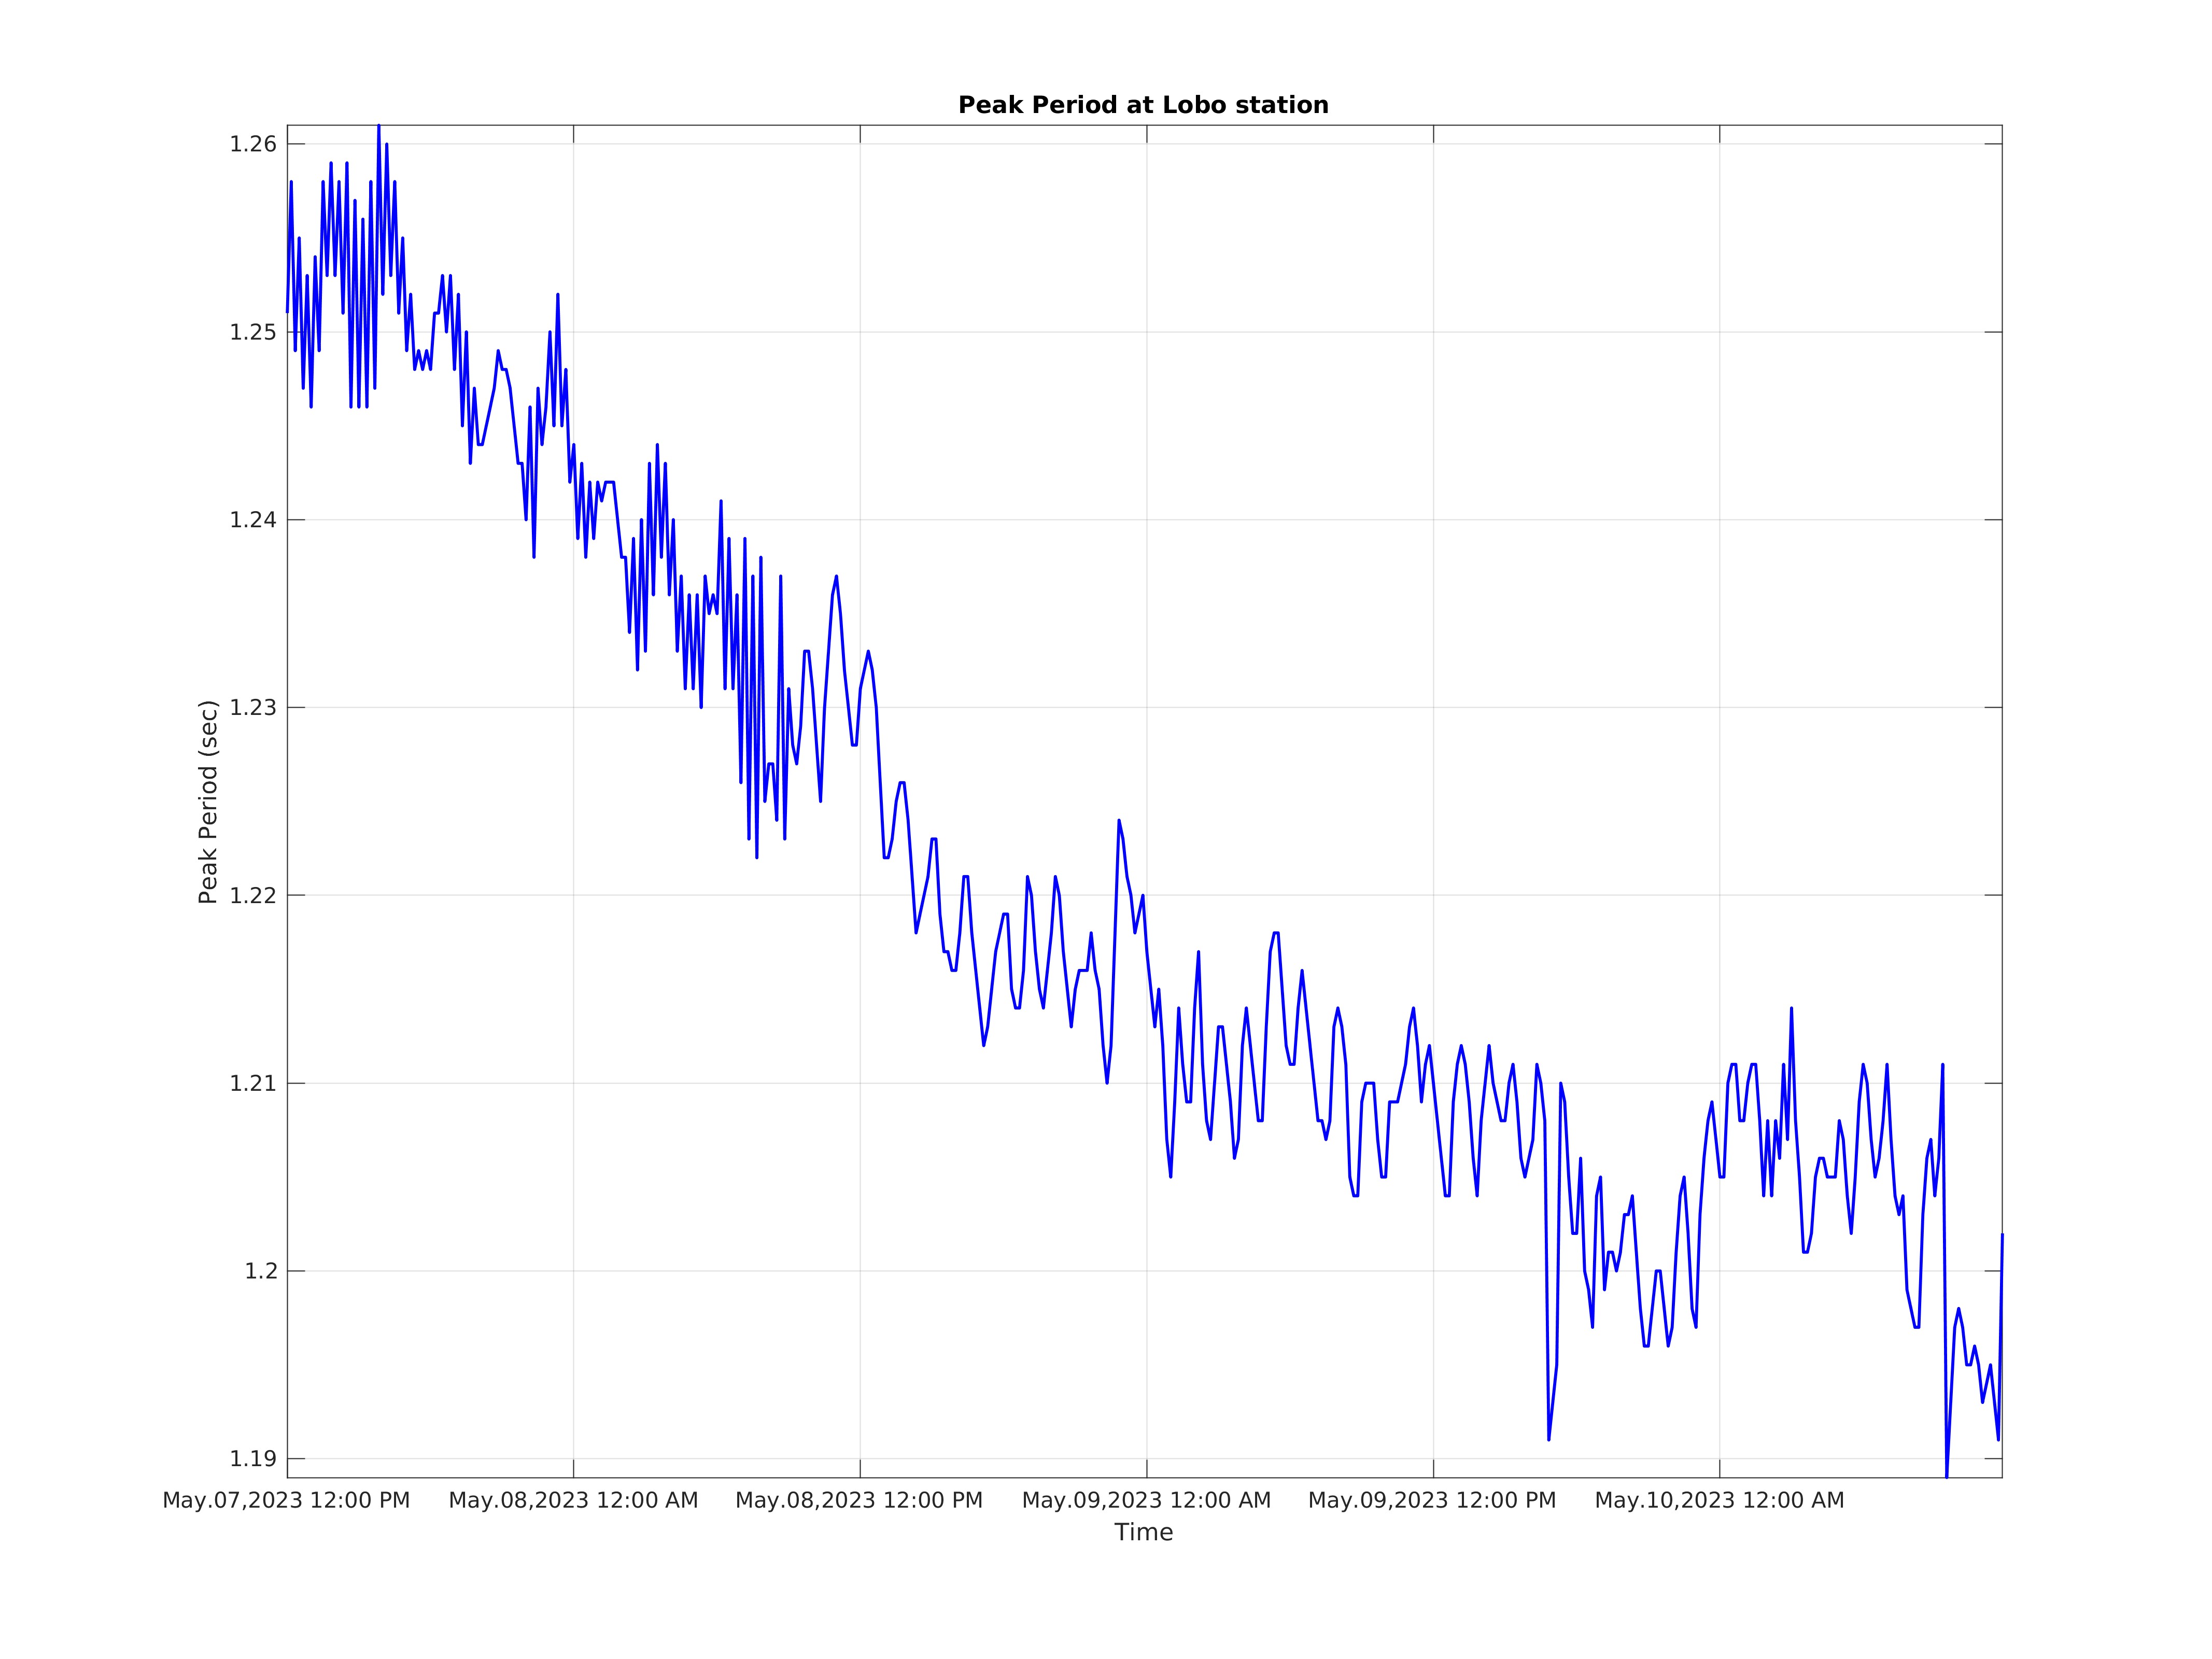 Peak Period at Lobo station
Peak Period (sec)
1.26
1.25
1.24
1.23
1.22
1.21
1.2
1.19
May.07,2023 12:00 PM May.08,2023 12:00 AM May.08,2023 12:00 PM May.09,2023 12:00 AM May.09,2023 12:00 PM May.10,2023 12:00 AM
Time